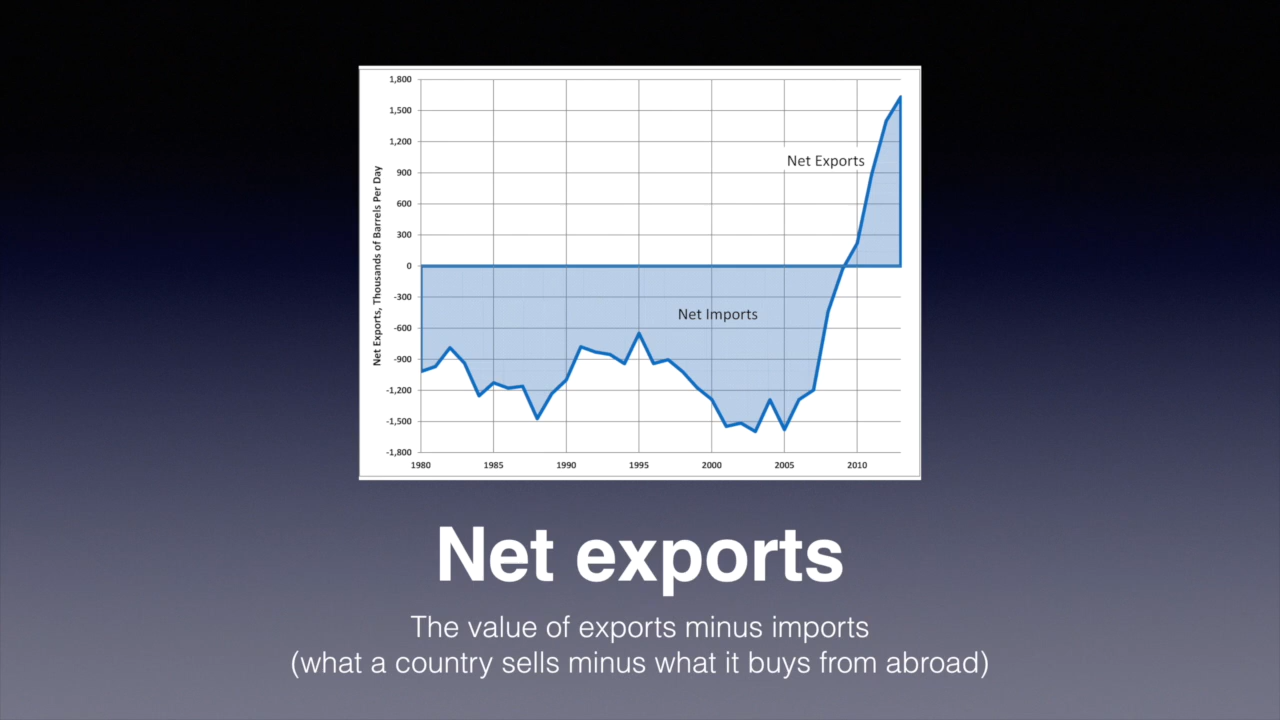 1,800
1,500
1,200
900
600
300
0
-300
-600
-900
-1,200
-1,500
-1,800
Net Exports, Thousands of Barrels Per Day
Net Exports
Net Imports
1980 1985 1990 1995 2000 2005 2010
Net exports
The value of exports minus imports
(what a country sells minus what it buys from abroad)